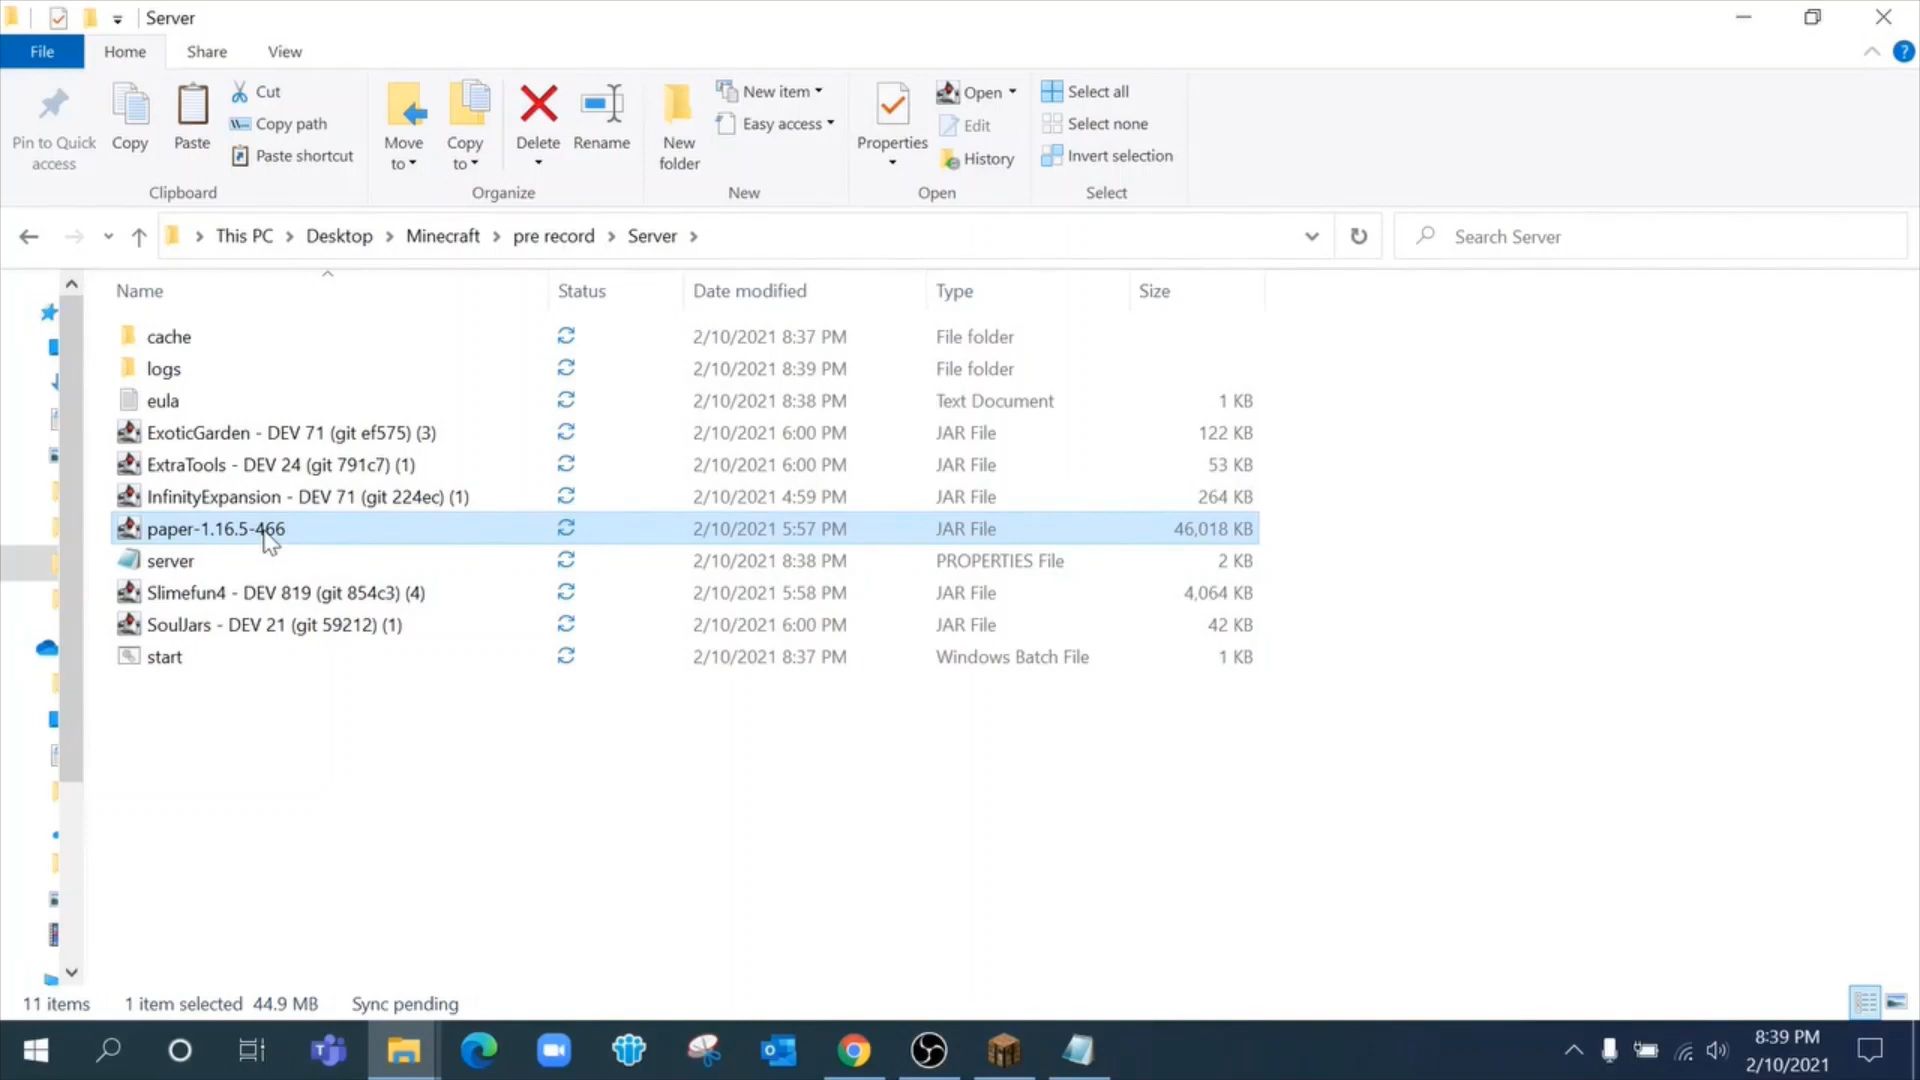 Server
File Home Share View
Pin to Quick access
Copy
Paste
Cut
Copy path
Paste shortcut
Clipboard
Move to
Copy to
Delete
Rename
Organize
New folder
New item
Easy access
New
Properties
Open
Edit
History
Open
Select all
Select none
Invert selection
Select
This PC > Desktop > Minecraft > pre record > Server >
Search Server
Name Status Date modified Type Size
cache 2/10/2021 8:37 PM File folder
logs 2/10/2021 8:39 PM File folder
eula 2/10/2021 8:38 PM Text Document 1 KB
ExoticGarden - DEV 71 (git ef575) (3) 2/10/2021 6:00 PM JAR File 122 KB
ExtraTools - DEV 24 (git 791c7) (1) 2/10/2021 6:00 PM JAR File 53 KB
InfinityExpansion - DEV 71 (git 224ec) (1) 2/10/2021 4:59 PM JAR File 264 KB
paper-1.16.5-466 2/10/2021 5:57 PM JAR File 46,018 KB
server 2/10/2021 8:38 PM PROPERTIES File 2 KB
Slimefun4 - DEV 819 (git 854c3) (4) 2/10/2021 5:58 PM JAR File 4,064 KB
SoulJars - DEV 21 (git 59212) (1) 2/10/2021 6:00 PM JAR File 42 KB
start 2/10/2021 8:37 PM Windows Batch File 1 KB
11 items 1 item selected 44.9 MB Sync pending
8:39 PM
2/10/2021